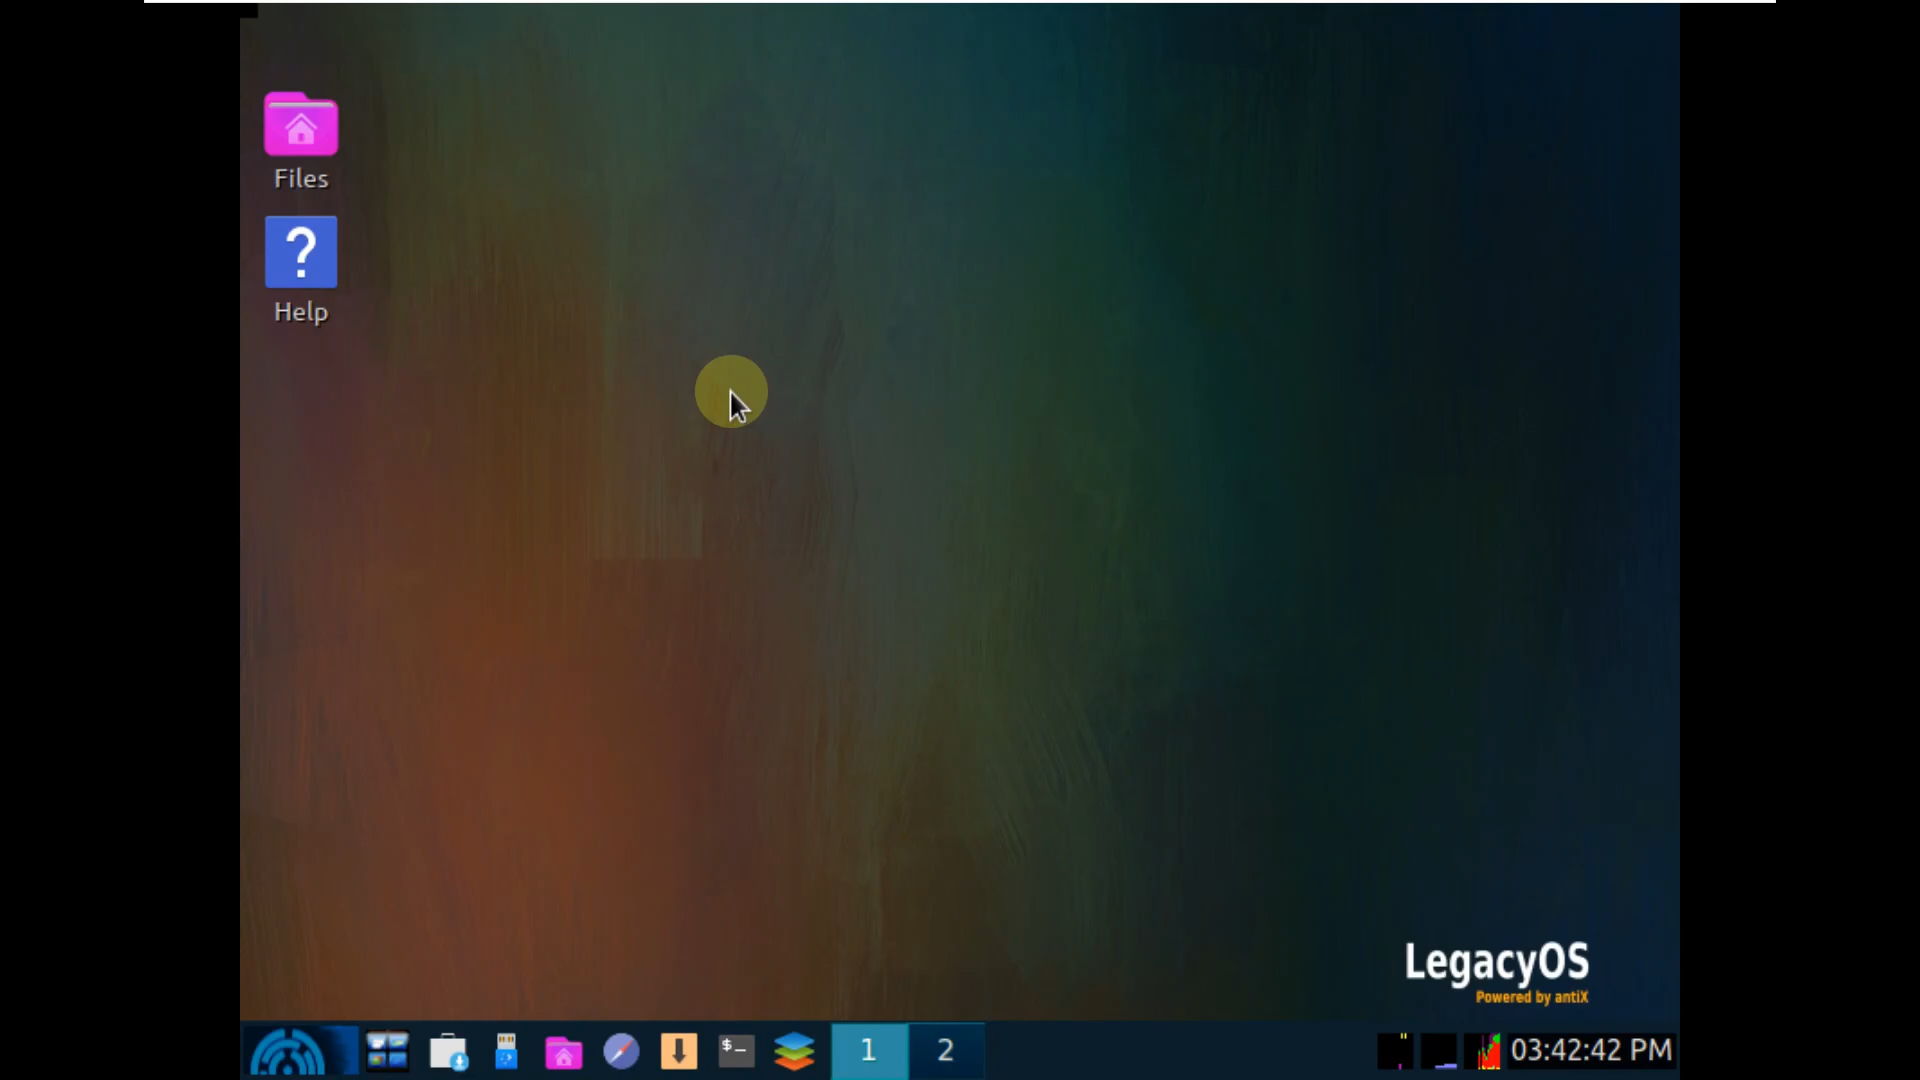 Files
?
Help
LegacyOS
Powered by antiX
$-
1
2
03:42:42 PM